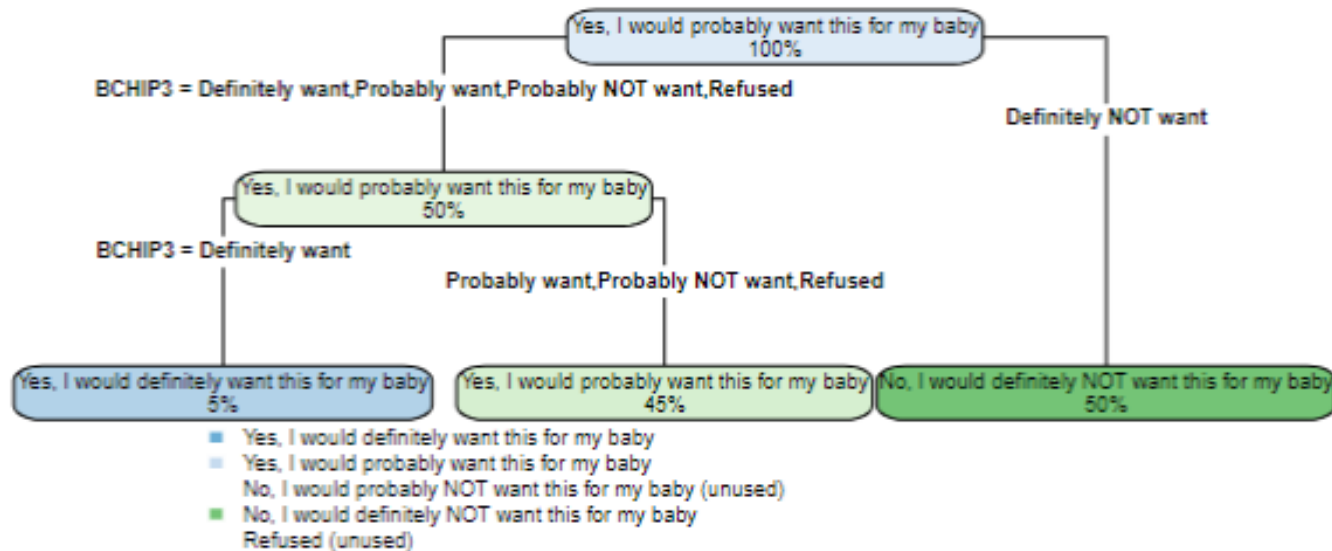 Yes, I would probably want this for my baby
100%
BCHIP3 = Definitely want,Probably want,Probably NOT want,Refused
Definitely NOT want
Yes, I would probably want this for my baby
50%
BCHIP3 = Definitely want
Probably want,Probably NOT want,Refused
Yes, I would definitely want this for my baby
5%
Yes, I would probably want this for my baby
45%
No, I would definitely NOT want this for my baby
50%
Yes, I would definitely want this for my baby
Yes, I would probably want this for my baby
No, I would probably NOT want this for my baby (unused)
No, I would definitely NOT want this for my baby
Refused (unused)